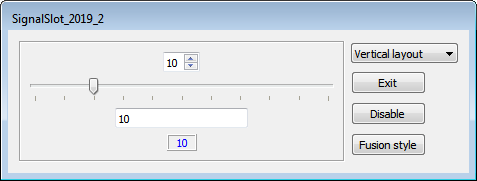 SignalSlot_2019_2
10
Vertical layout
Exit
10
Disable
10
Fusion style